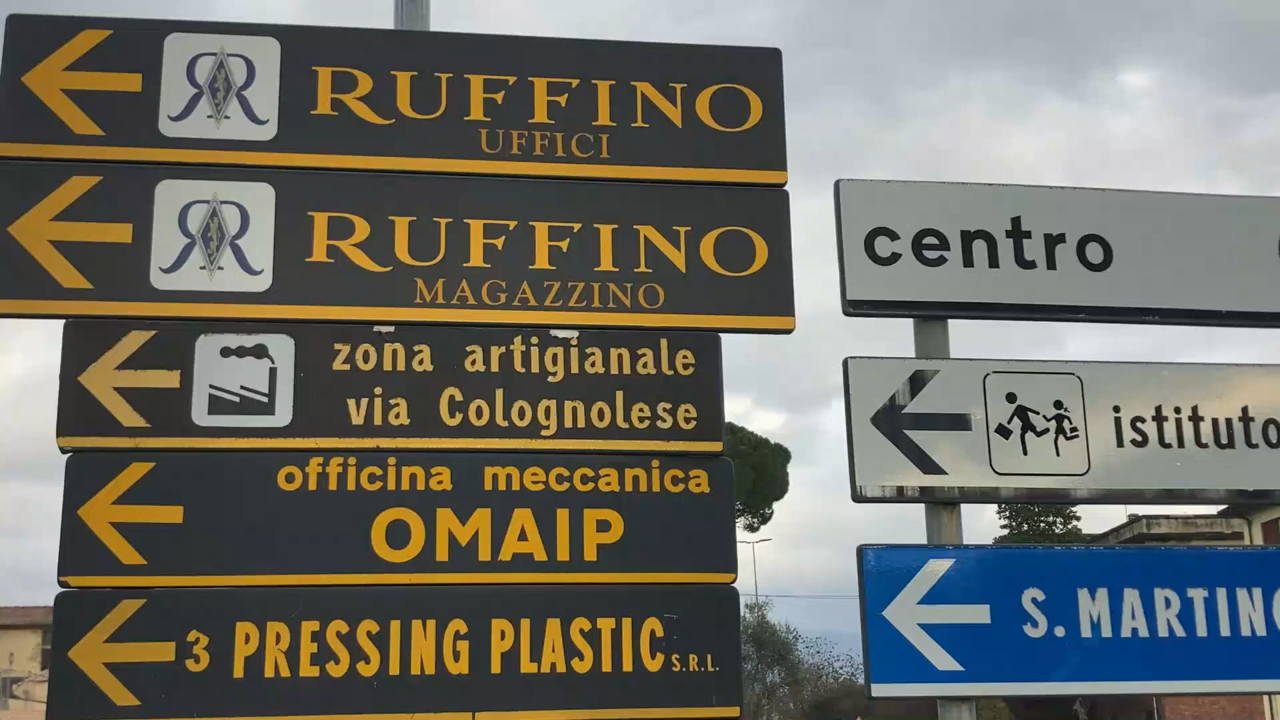 RUFFINO
UFFICI
RUFFINO
MAGAZZINO
zona artigianale
via Colognolese
officina meccanica
OMAIP
3 PRESSING PLASTIC S.R.L.
centro
istituto
S. MARTINO